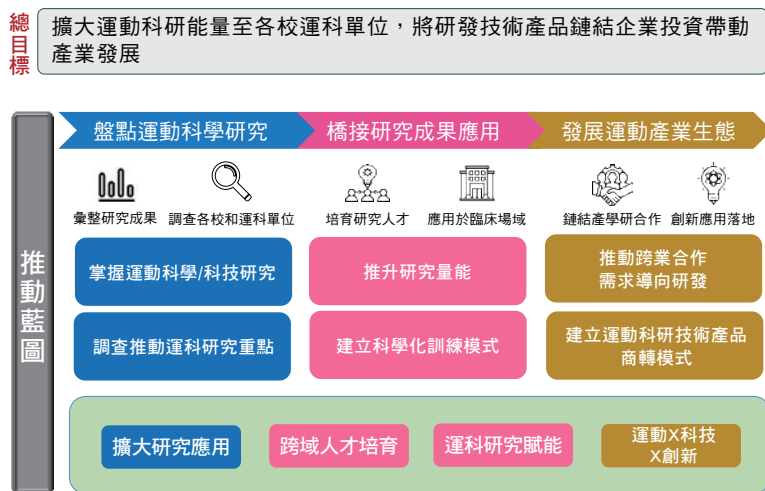 總目標
擴大運動科研能量至各校運科單位，將研發技術產品鏈結企業投資帶動
產業發展
推動藍圖
盤點運動科學研究
橋接研究成果應用
發展運動產業生態
彙整研究成果
調查各校和運科單位
培育研究人才
應用於臨床場域
鏈結產學研合作
創新應用落地
掌握運動科學/科技研究
推升研究量能
推動跨業合作
需求導向研發
調查推動運科研究重點
建立科學化訓練模式
建立運動科研技術產品
商轉模式
擴大研究應用
跨域人才培育
運科研究賦能
運動X科技
X創新